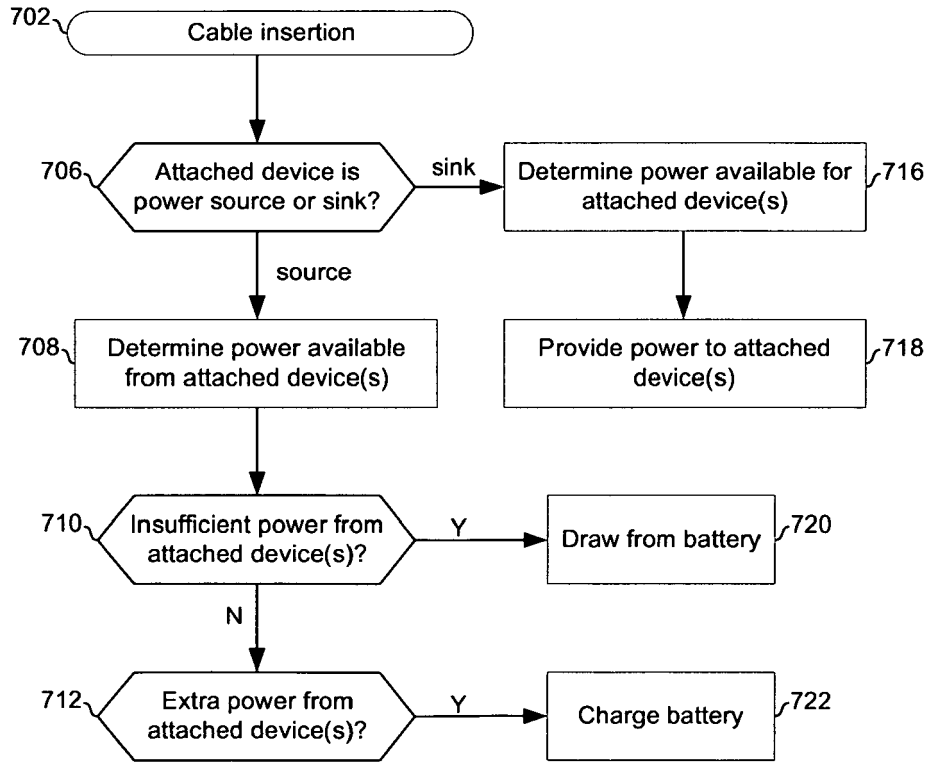 702
Cable insertion
706
Attached device is
power source or sink?
sink
Determine power available for
attached device(s)
716
source
708
Determine power available
from attached device(s)
Provide power to attached
device(s)
718
710
Insufficient power from
attached device(s)?
Y
Draw from battery
720
N
712
Extra power from
attached device(s)?
Y
Charge battery
722